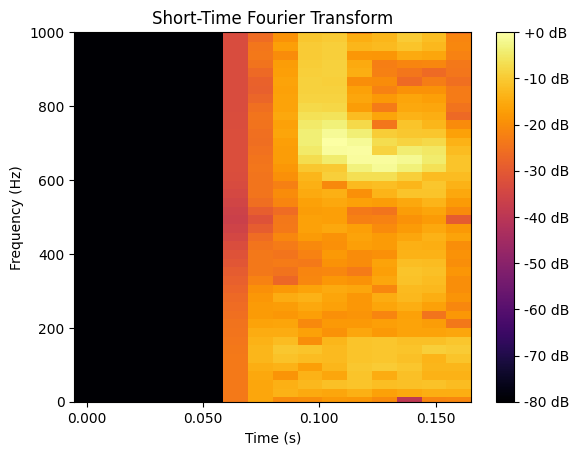 Short-Time Fourier Transform
Frequency (Hz)
1000
800
600
400
200
0
0.000
0.050
0.100
0.150
Time (s)
+0 dB
-10 dB
-20 dB
-30 dB
-40 dB
-50 dB
-60 dB
-70 dB
-80 dB